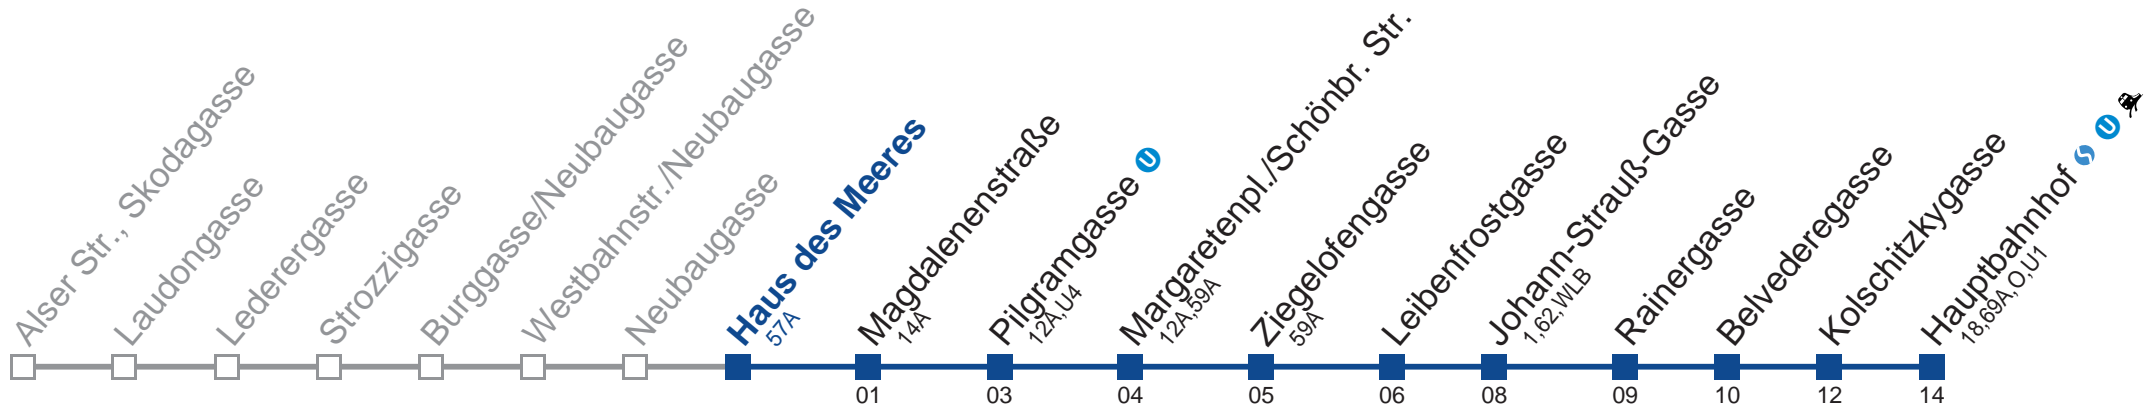 Alser Str., Skodagasse
Laudongasse
Lederergasse
Strozzigasse
Burggasse/Neubaugasse
Westbahnstr./Neubaugasse
Neubaugasse
Haus des Meeres
57A
Magdalenenstraße
14A
01
Pilgramgasse U
12A,U4
03
Margaretenpl./Schönbr. Str.
12A,59A
04
Ziegelofengasse
59A
05
Leibenfrostgasse
06
Johann-Strauß-Gasse
1,62,WLB
08
Rainergasse
09
Belvederegasse
10
Kolschitzkygasse
12
Hauptbahnhof S U
18,69A,O,U1
14